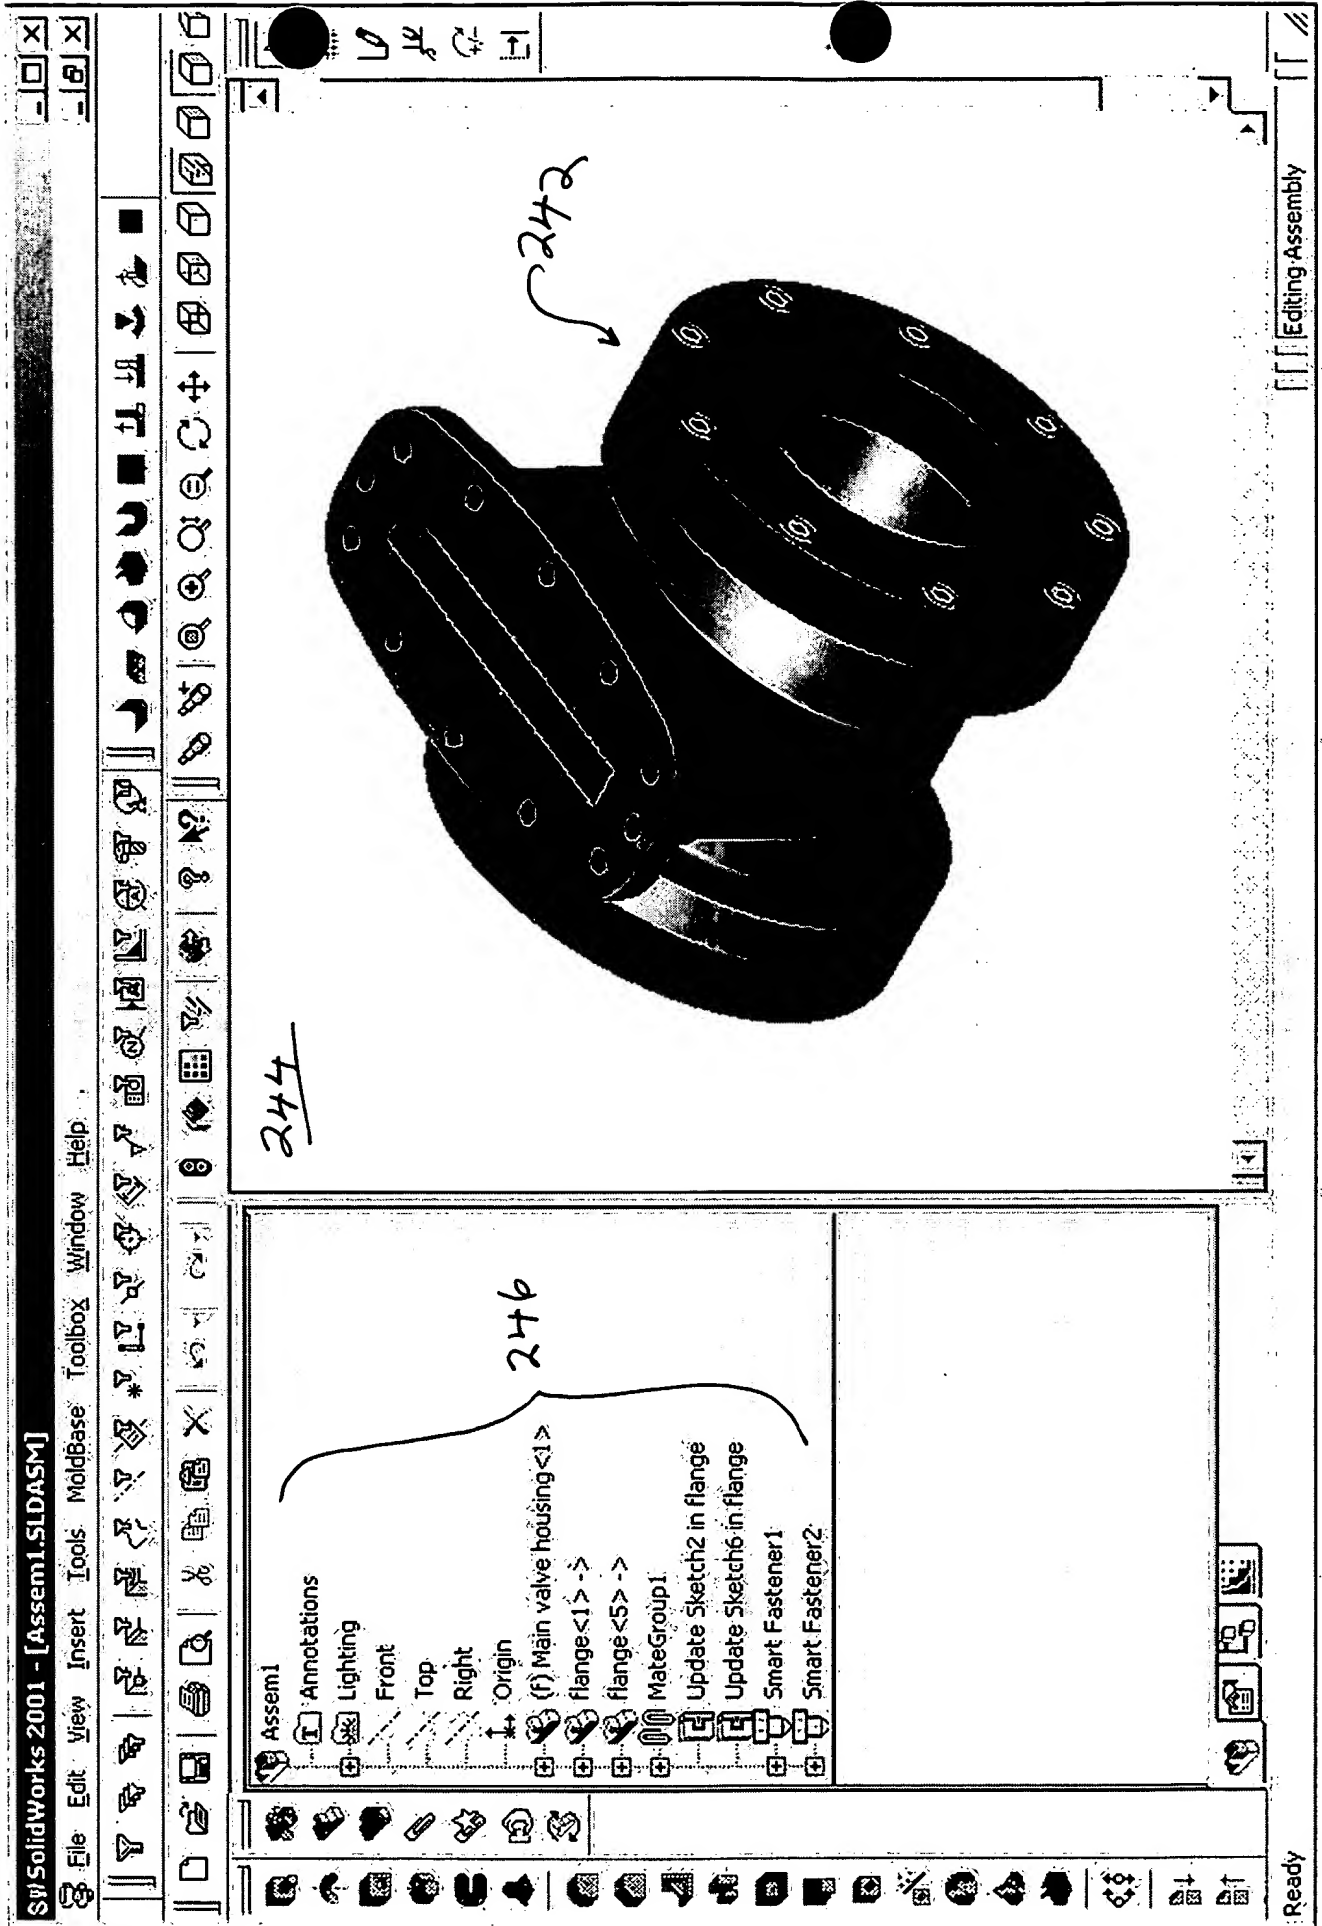 SolidWorks 2001 - [Assem1.SLDASM]
File Edit View Insert Tools MoldBase Toolbox Window Help
244
242
246
Assem1
Annotations
Lighting
Front
Top
Right
Origin
(f) Main valve housing<1>
flange<1> ->
flange<5> ->
MateGroup1
Update Sketch2 in flange
Update Sketch6 in flange
Smart Fastener1
Smart Fastener2
Ready
Editing Assembly